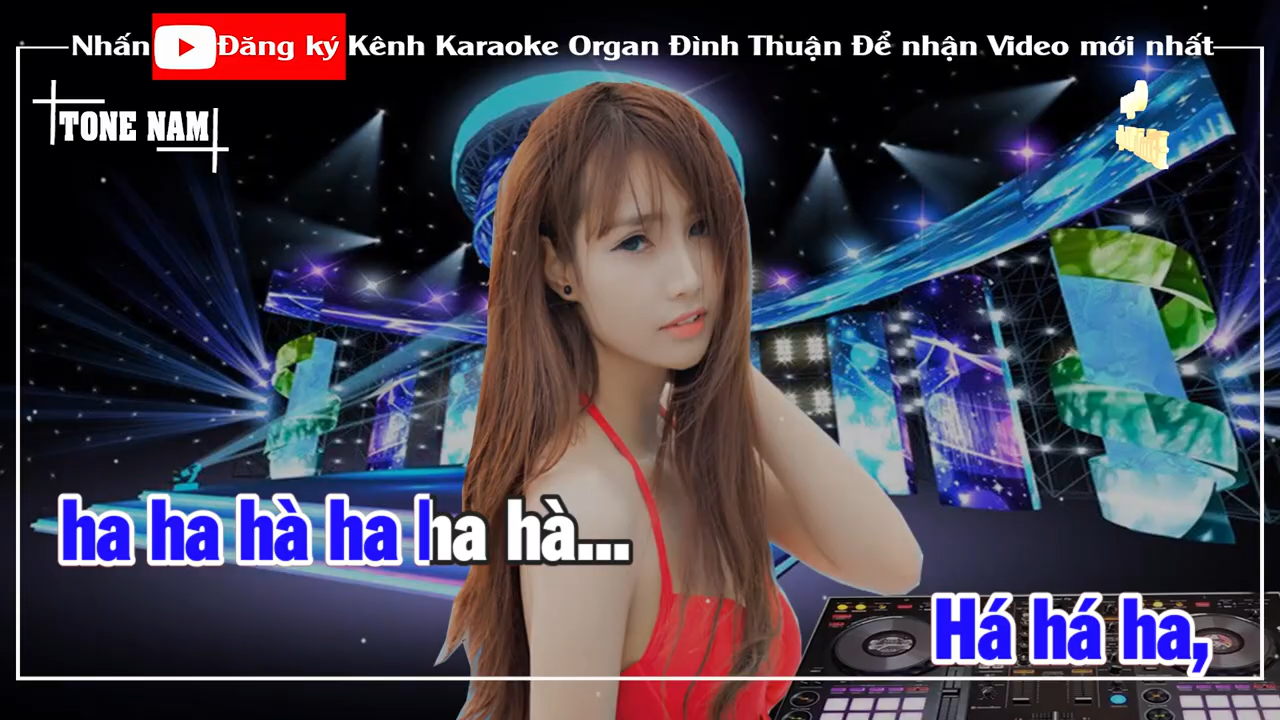 Nhấn Đăng ký Kênh Karaoke Organ Đình Thuận Để nhận Video mới nhất
TONE NAM
ha ha hà ha ha hà...
Há há ha,